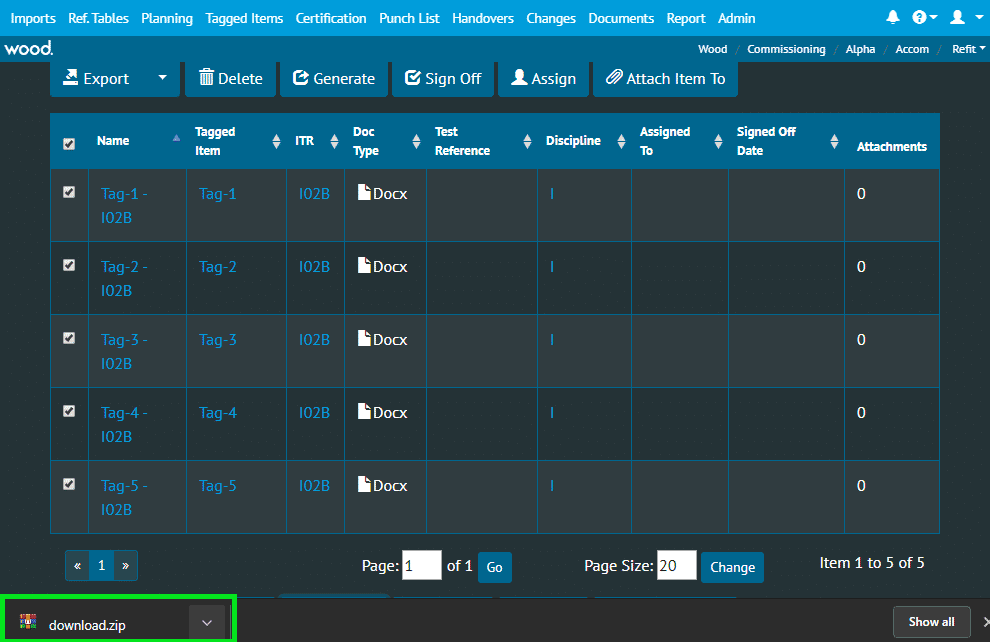 Imports Ref. Tables Planning Tagged Items Certification Punch List Handovers Changes Documents Report Admin
wood. Wood / Commissioning / Alpha / Accom / Refit
Export Delete Generate Sign Off Assign Attach Item To
Name Tagged Item ITR Doc Type Test Reference Discipline Assigned To Signed Off Date Attachments
Tag-1 - I02B Tag-1 I02B Docx I 0
Tag-2 - I02B Tag-2 I02B Docx I 0
Tag-3 - I02B Tag-3 I02B Docx I 0
Tag-4 - I02B Tag-4 I02B Docx I 0
Tag-5 - I02B Tag-5 I02B Docx I 0
« 1 » Page: 1 of 1 Go Page Size: 20 Change Item 1 to 5 of 5
download.zip Show all